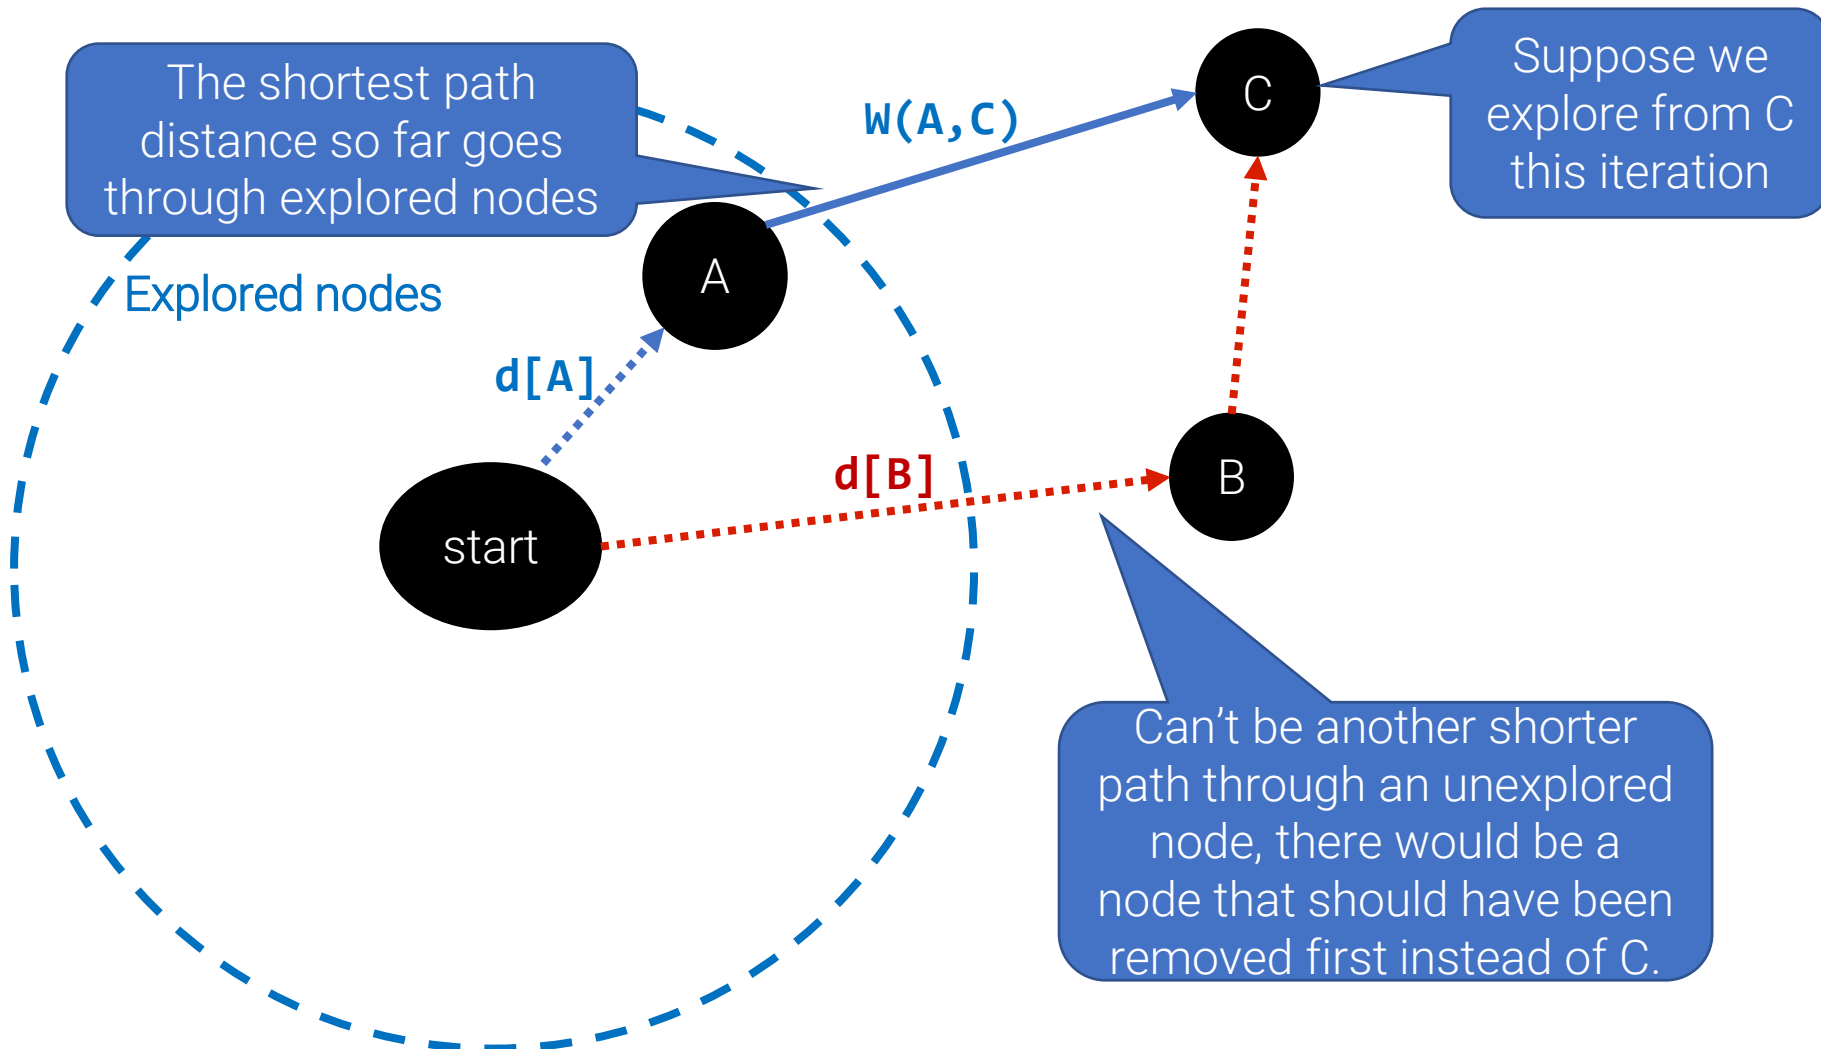 The shortest path
distance so far goes
through explored nodes
W(A,C)
C
Suppose we
explore from C
this iteration
Explored nodes
A
d[A]
d[B]
B
start
Can’t be another shorter
path through an unexplored
node, there would be a
node that should have been
removed first instead of C.